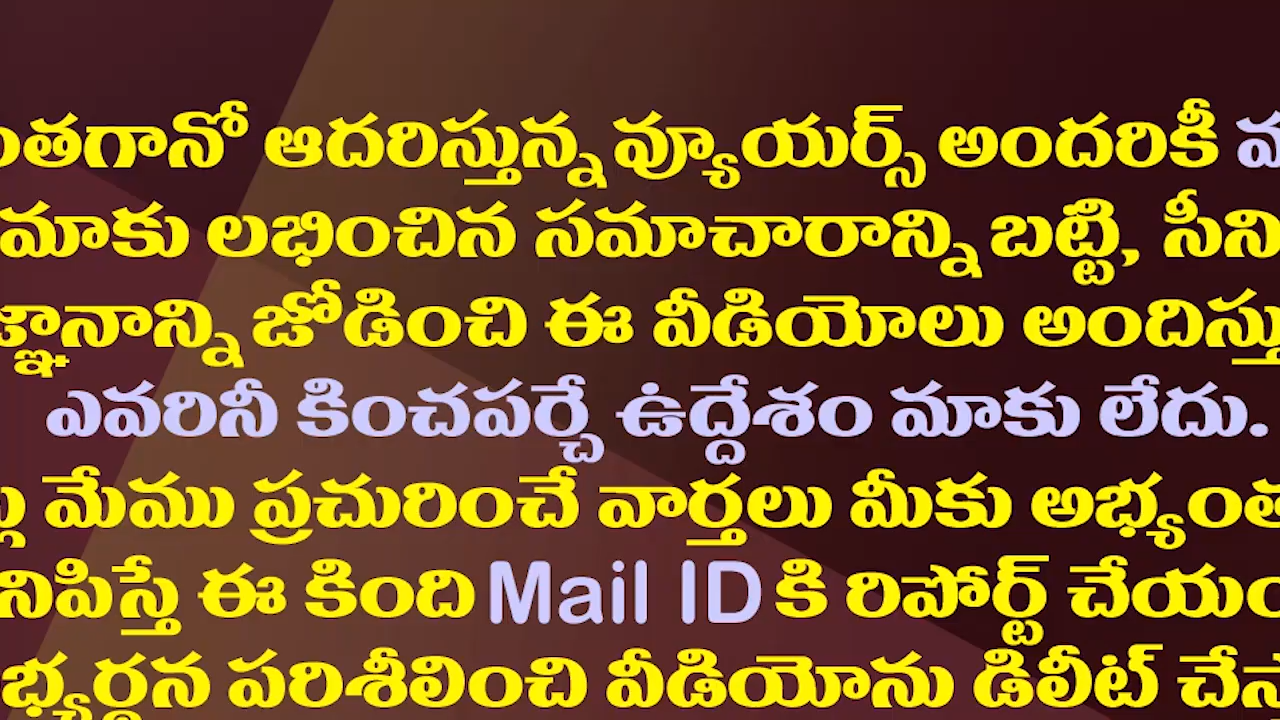 ంతగానో ఆదరిస్తున్న వ్యూయర్స్ అందరికీ
మాకు లభించిన సమాచారాన్ని బట్టి, సీని
జ్ఞానాన్ని జోడించి ఈ వీడియోలు అందిస్తు
ఎవరినీ కించపర్చే ఉద్దేశం మాకు లేదు.
మేము ప్రచురించే వార్తలు మీకు అభ్యంత
నిపిస్తే ఈ కింది Mail ID కి రిపోర్ట్ చేయం
భ్యర్థన పరిశీలించి వీడియోను డిలీట్ చేస